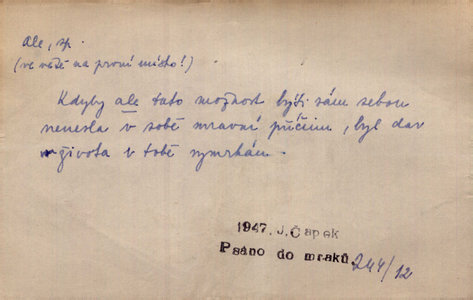 ale, sp.
(ve větě na první místo!)
Kdyby ale tato možnost býti sám sebou
nenesla v sobě mravní příčinu, byl dar
života v tobě vymrhán.
1947. J. Čapek
Psáno do mraků
244/12